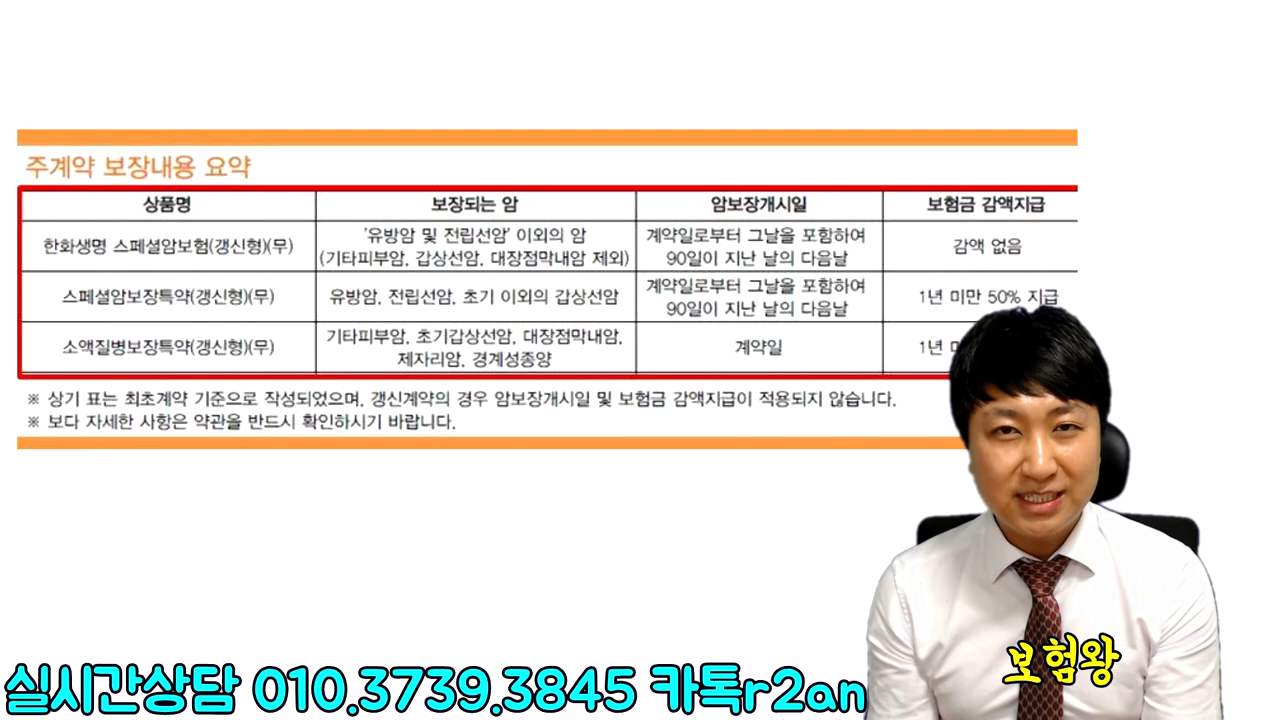 주계약 보장내용 요약
상품명 보장되는 암 암보장개시일 보험금 감액지급
한화생명 스페셜암보험(갱신형)(무) '유방암 및 전립선암' 이외의 암 계약일로부터 그날을 포함하여 감액 없음
(기타피부암, 갑상선암, 대장점막내암 제외) 90일이 지난 날의 다음날
스페셜암보장특약(갱신형)(무) 유방암, 전립선암, 초기 이외의 갑상선암 계약일로부터 그날을 포함하여 1년 미만 50% 지급
90일이 지난 날의 다음날
소액질병보장특약(갱신형)(무) 기타피부암, 초기갑상선암, 대장점막내암, 계약일 1년
제자리암, 경계성종양
※ 상기 표는 최초계약 기준으로 작성되었으며, 갱신계약의 경우 암보장개시일 및 보험금 감액지급이 적용되지 않습니다.
※ 보다 자세한 사항은 약관을 반드시 확인하시기 바랍니다.
보험왕
실시간상담 010.3739.3845 카톡r2an